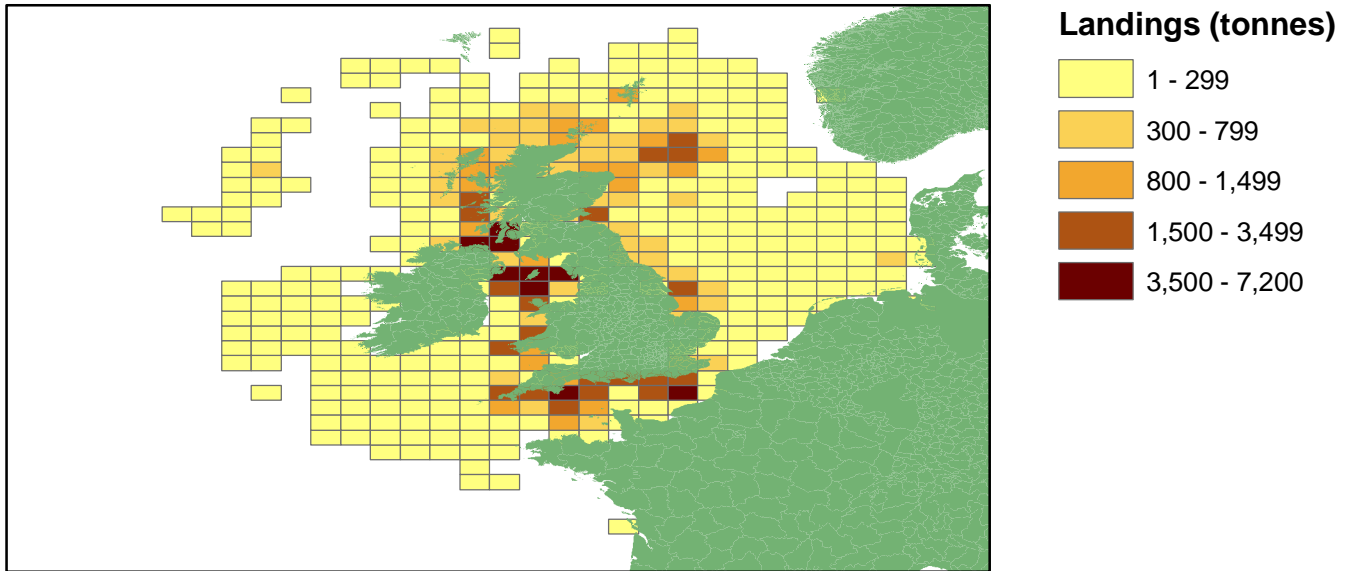 Landings (tonnes)
1 - 299
300 - 799
800 - 1,499
1,500 - 3,499
3,500 - 7,200